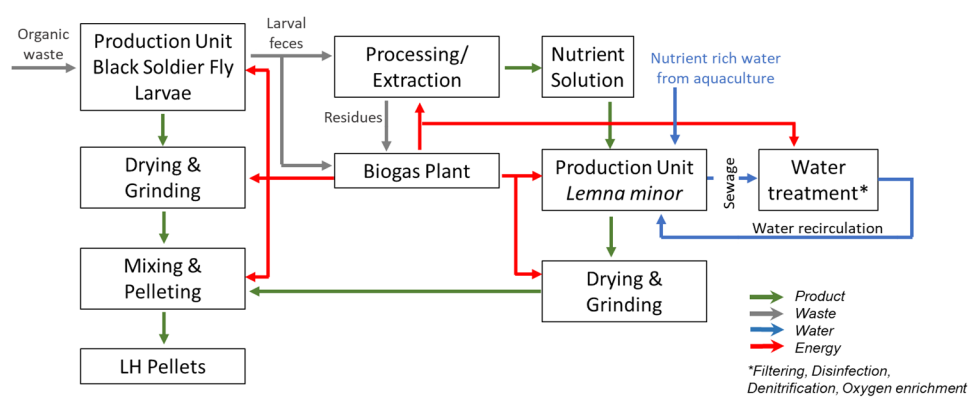 Organic
waste
Production Unit
Black Soldier Fly
Larvae
Larval
feces
Processing/
Extraction
Nutrient
Solution
Nutrient rich water
from aquaculture
Residues
Drying &
Grinding
Biogas Plant
Production Unit
Lemna minor
Sewage
Water
treatment*
Water recirculation
Mixing &
Pelleting
Drying &
Grinding
LH Pellets
Product
Waste
Water
Energy
*Filtering, Disinfection,
Denitrification, Oxygen enrichment